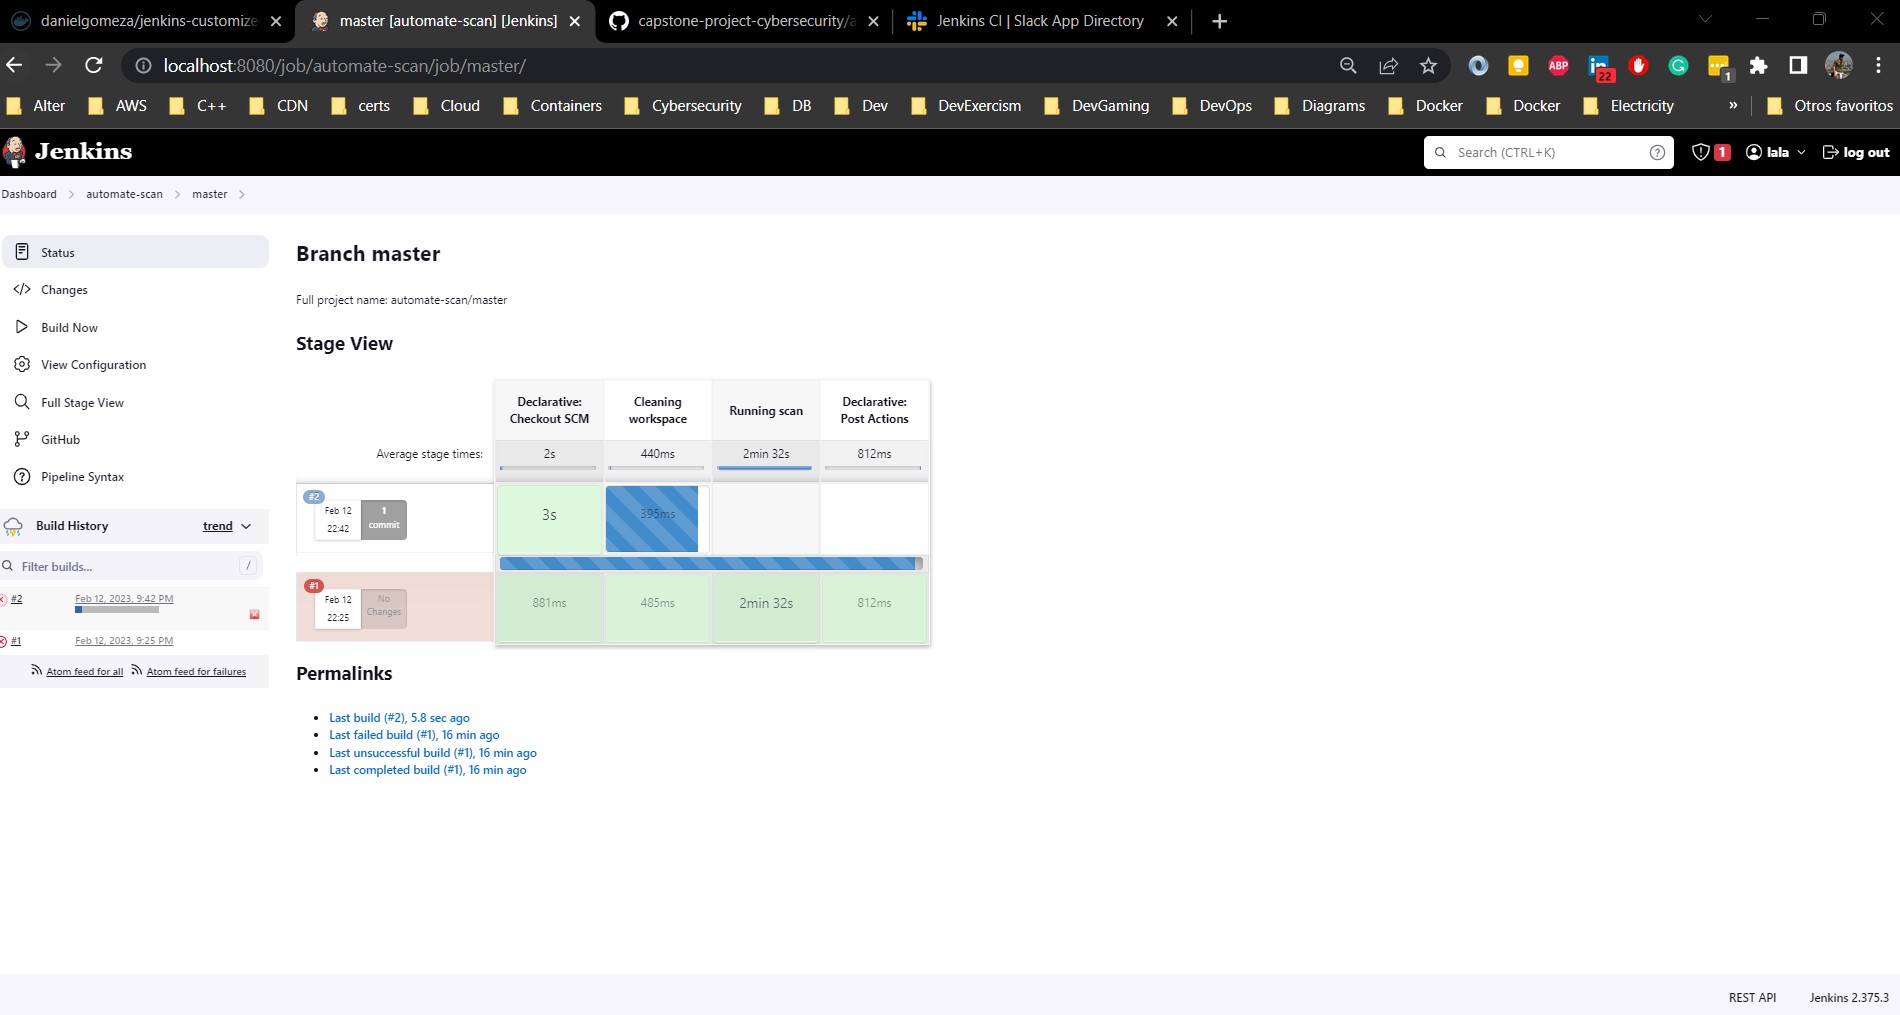 danielgomeza/jenkins-customize
master [automate-scan] [Jenkins]
capstone-project-cybersecurity/a
Jenkins CI | Slack App Directory
localhost:8080/job/automate-scan/job/master/
ABP
22
1
Alter
AWS
C++
CDN
certs
Cloud
Containers
Cybersecurity
DB
Dev
DevExercism
DevGaming
DevOps
Diagrams
Docker
Docker
Electricity
»
Otros favoritos
Jenkins
Search (CTRL+K)
1
lala
log out
Dashboard
automate-scan
master
Status
Changes
Build Now
View Configuration
Full Stage View
GitHub
Pipeline Syntax
Build History
trend
Filter builds...
/
#2
Feb 12, 2023, 9:42 PM
#1
Feb 12, 2023, 9:25 PM
Atom feed for all
Atom feed for failures
Branch master
Full project name: automate-scan/master
Stage View
Declarative:
Checkout SCM
Cleaning
workspace
Running scan
Declarative:
Post Actions
Average stage times:
2s
440ms
2min 32s
812ms
#2
Feb 12
22:42
1
commit
3s
395ms
#1
Feb 12
22:25
No
Changes
881ms
485ms
2min 32s
812ms
Permalinks
Last build (#2), 5.8 sec ago
Last failed build (#1), 16 min ago
Last unsuccessful build (#1), 16 min ago
Last completed build (#1), 16 min ago
REST API
Jenkins 2.375.3